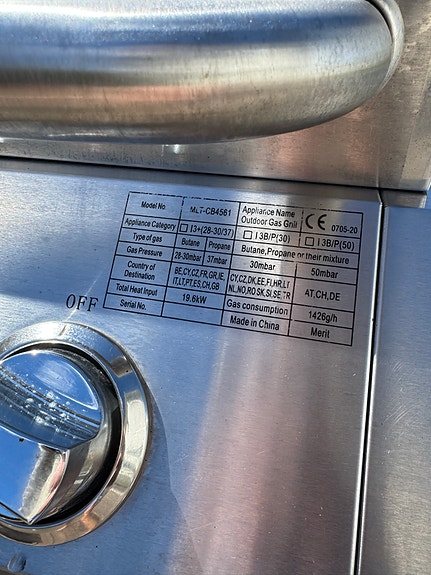 Model No MLT-CB4561 Appliance Name Outdoor Gas Grill CE 0705-20
Appliance Category I3+(28-30/37) I3B/P(30) I3B/P(50)
Type of gas Butane Propane Butane,Propane or their mixture
Gas Pressure 28-30mbar 37mbar 30mbar 50mbar
Country of Destination BE,CY,CZ,FR,GR,IE, IT,LT,PT,ES,CH,GB CY,CZ,DK,EE,FI,HR,LT NL,NO,RO SK,SI,SE,TR AT,CH,DE
Total Heat Input 19.6kW Gas consumption 1426g/h
Serial No. Made in China Merit
OFF